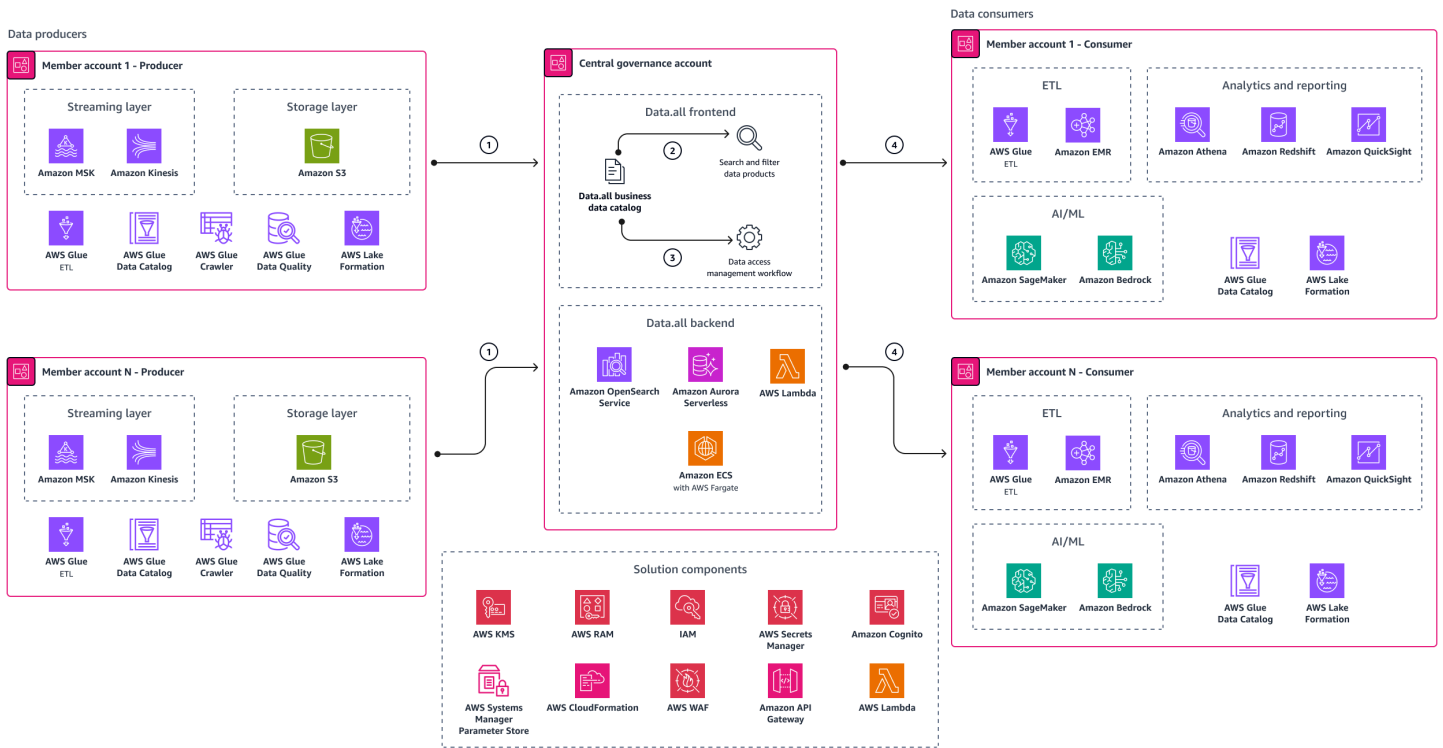 Data producers
Member account 1 - Producer
Streaming layer
Amazon MSK
Amazon Kinesis
Storage layer
Amazon S3
AWS Glue
ETL
AWS Glue
Data Catalog
AWS Glue
Crawler
AWS Glue
Data Quality
AWS Lake
Formation
1
Member account N - Producer
Streaming layer
Amazon MSK
Amazon Kinesis
Storage layer
Amazon S3
AWS Glue
ETL
AWS Glue
Data Catalog
AWS Glue
Crawler
AWS Glue
Data Quality
AWS Lake
Formation
1
Central governance account
Data.all frontend
2
Search and filter
data products
Data.all business
data catalog
3
Data access
management workflow
Data.all backend
Amazon OpenSearch
Service
Amazon Aurora
Serverless
AWS Lambda
Amazon ECS
with AWS Fargate
Solution components
AWS KMS
AWS RAM
IAM
AWS Secrets
Manager
Amazon Cognito
AWS Systems
Manager
Parameter Store
AWS CloudFormation
AWS WAF
Amazon API
Gateway
AWS Lambda
4
Data consumers
Member account 1 - Consumer
ETL
AWS Glue
ETL
Amazon EMR
Analytics and reporting
Amazon Athena
Amazon Redshift
Amazon QuickSight
AI/ML
Amazon SageMaker
Amazon Bedrock
AWS Glue
Data Catalog
AWS Lake
Formation
4
Member account N - Consumer
ETL
AWS Glue
ETL
Amazon EMR
Analytics and reporting
Amazon Athena
Amazon Redshift
Amazon QuickSight
AI/ML
Amazon SageMaker
Amazon Bedrock
AWS Glue
Data Catalog
AWS Lake
Formation